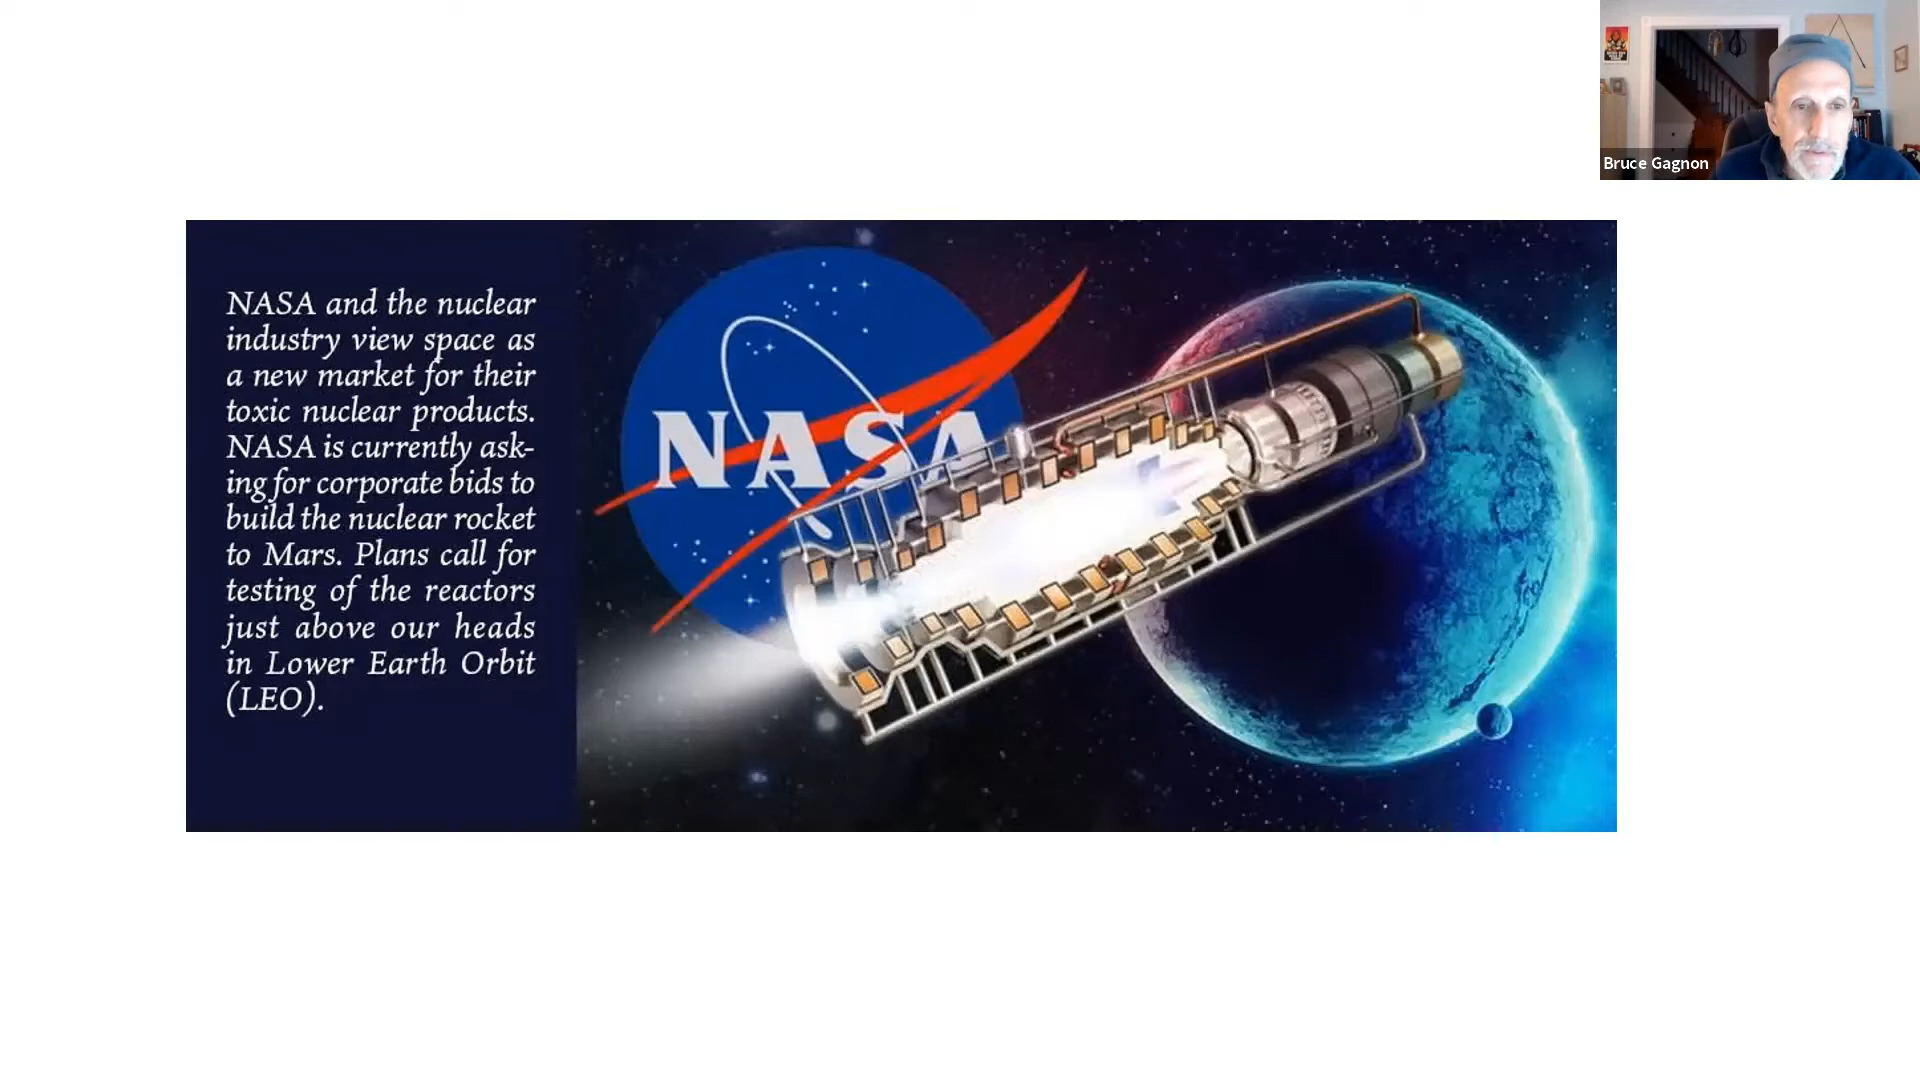 Bruce Gagnon
NASA and the nuclear
industry view space as
a new market for their
toxic nuclear products.
NASA is currently ask-
ing for corporate bids to
build the nuclear rocket
to Mars. Plans call for
testing of the reactors
just above our heads
in Lower Earth Orbit
(LEO).
NASA